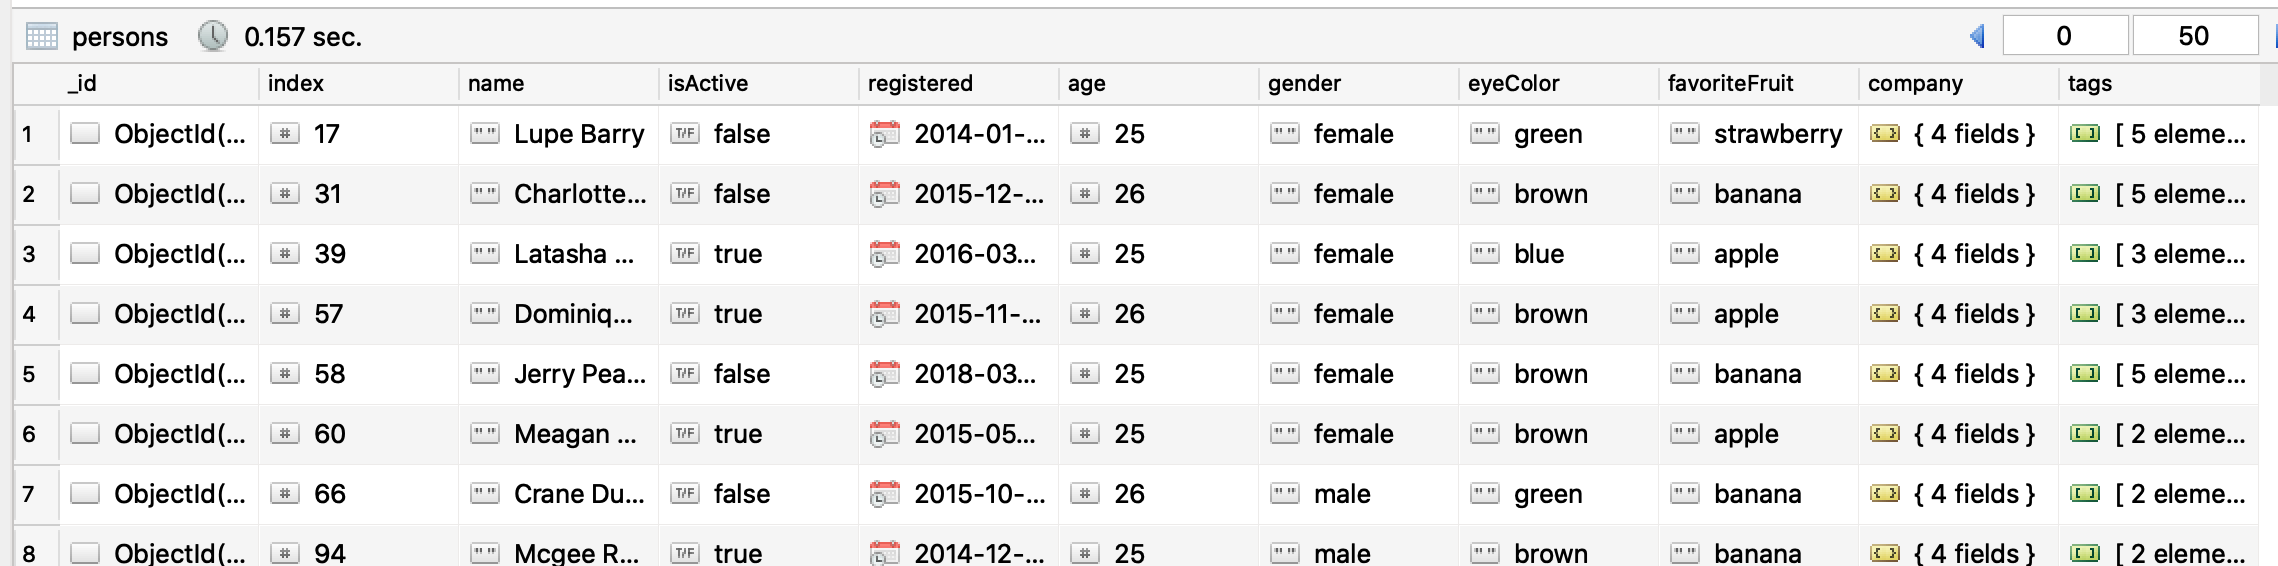 persons 0.157 sec. 0 50
_id index name isActive registered age gender eyeColor favoriteFruit company tags
1 ObjectId(... # 17 "" Lupe Barry T/F false 2014-01-... # 25 "" female "" green "" strawberry { } { 4 fields } [ ] [ 5 eleme...
2 ObjectId(... # 31 "" Charlotte... T/F false 2015-12-... # 26 "" female "" brown "" banana { } { 4 fields } [ ] [ 5 eleme...
3 ObjectId(... # 39 "" Latasha ... T/F true 2016-03... # 25 "" female "" blue "" apple { } { 4 fields } [ ] [ 3 eleme...
4 ObjectId(... # 57 "" Dominiq... T/F true 2015-11-... # 26 "" female "" brown "" apple { } { 4 fields } [ ] [ 3 eleme...
5 ObjectId(... # 58 "" Jerry Pea... T/F false 2018-03... # 25 "" female "" brown "" banana { } { 4 fields } [ ] [ 5 eleme...
6 ObjectId(... # 60 "" Meagan ... T/F true 2015-05... # 25 "" female "" brown "" apple { } { 4 fields } [ ] [ 2 eleme...
7 ObjectId(... # 66 "" Crane Du... T/F false 2015-10-... # 26 "" male "" green "" banana { } { 4 fields } [ ] [ 2 eleme...
8 ObjectId(... # 94 "" Mcgee R... T/F true 2014-12-... # 25 "" male "" brown "" banana { } { 4 fields } [ ] [ 2 eleme...